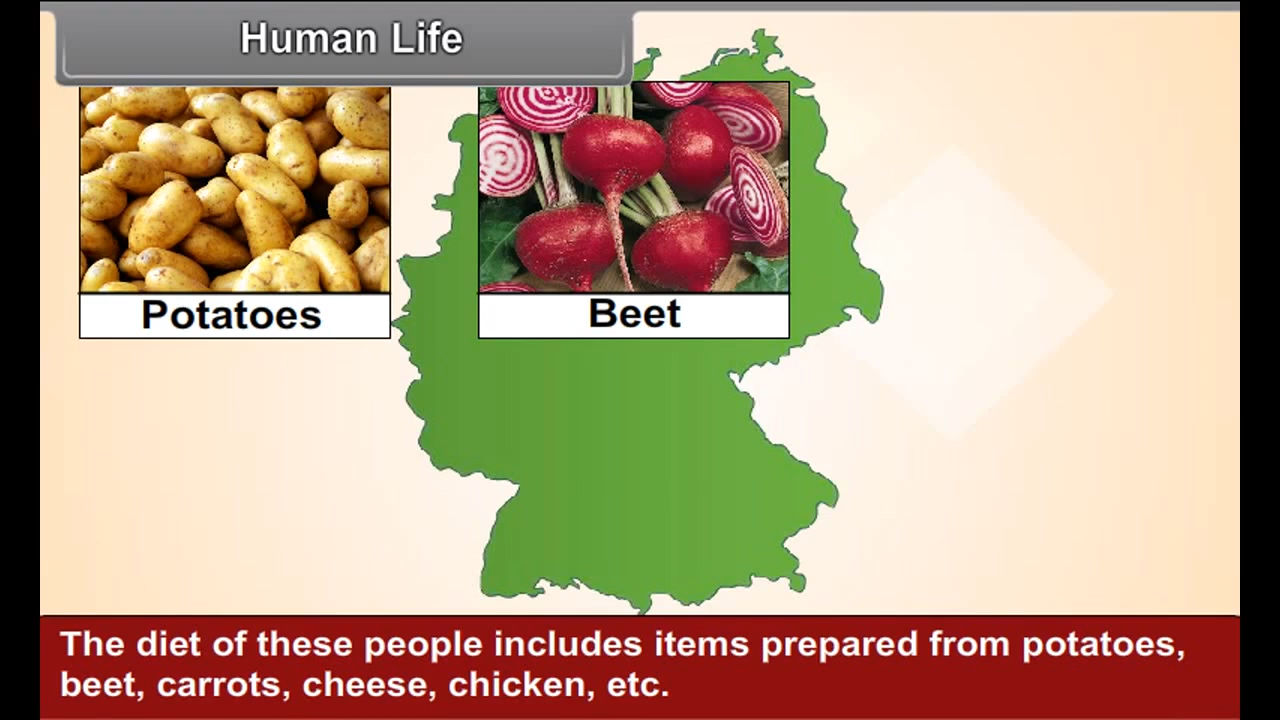 Human Life
Potatoes
Beet
The diet of these people includes items prepared from potatoes,
beet, carrots, cheese, chicken, etc.